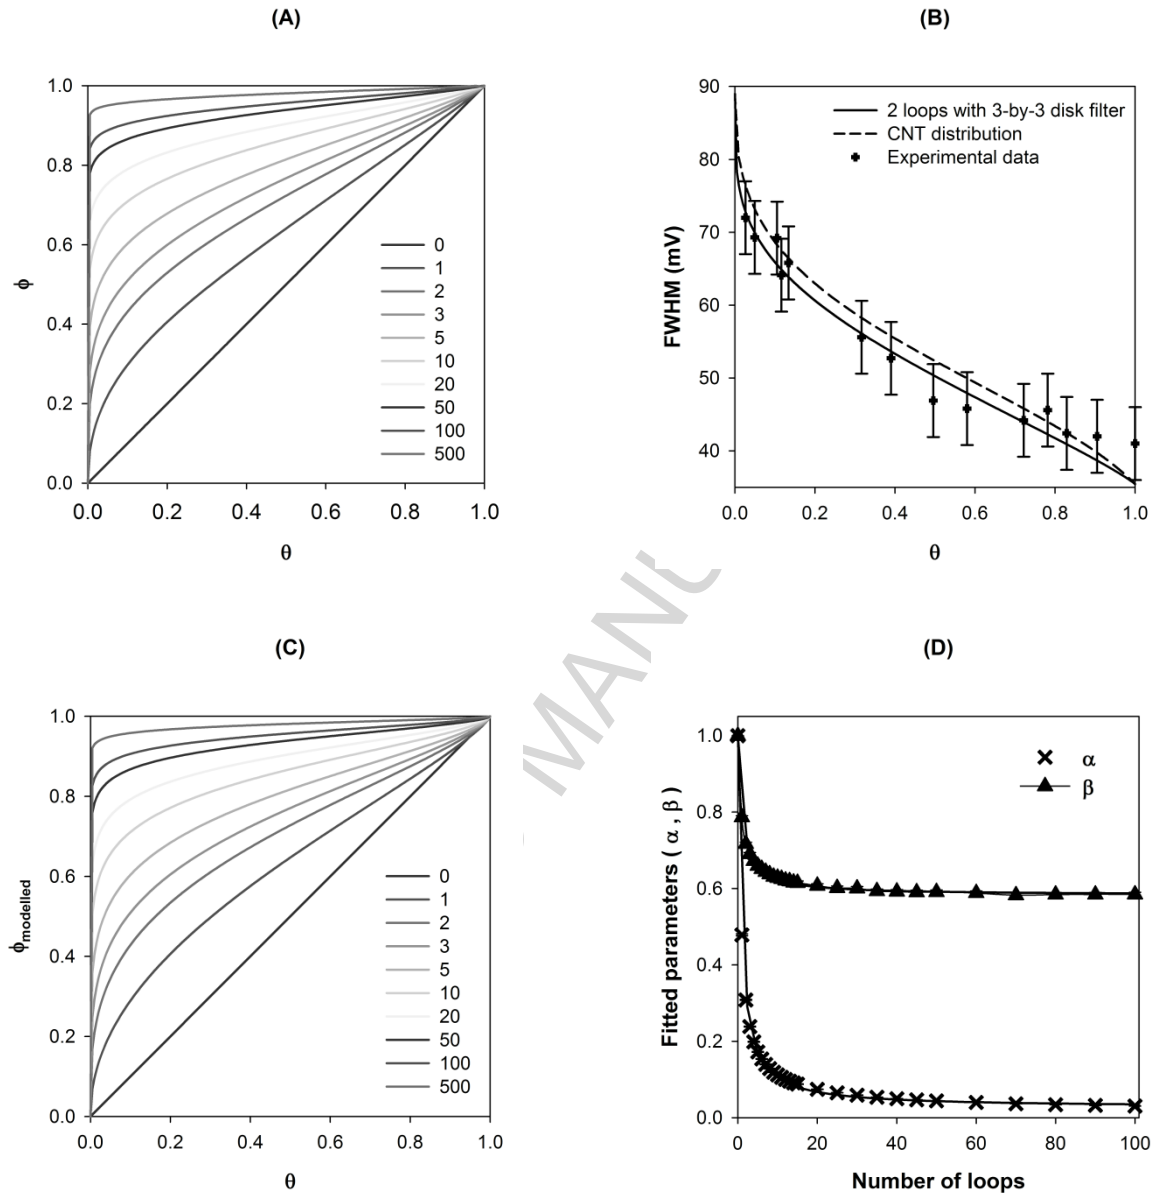 (A)
1.0
0.8
0.6
0.4
0.2
0.0
ϕ
0
1
2
3
5
10
20
50
100
500
0.0 0.2 0.4 0.6 0.8 1.0
θ
(B)
90
80
70
60
50
40
FWHM (mV)
2 loops with 3-by-3 disk filter
CNT distribution
Experimental data
0.0 0.2 0.4 0.6 0.8 1.0
θ
MANU
(C)
1.0
0.8
0.6
0.4
0.2
0.0
ϕmodelled
0
1
2
3
5
10
20
50
100
500
0.0 0.2 0.4 0.6 0.8 1.0
θ
(D)
1.0
0.8
0.6
0.4
0.2
0.0
Fitted parameters ( α , β )
α
β
0 20 40 60 80 100
Number of loops